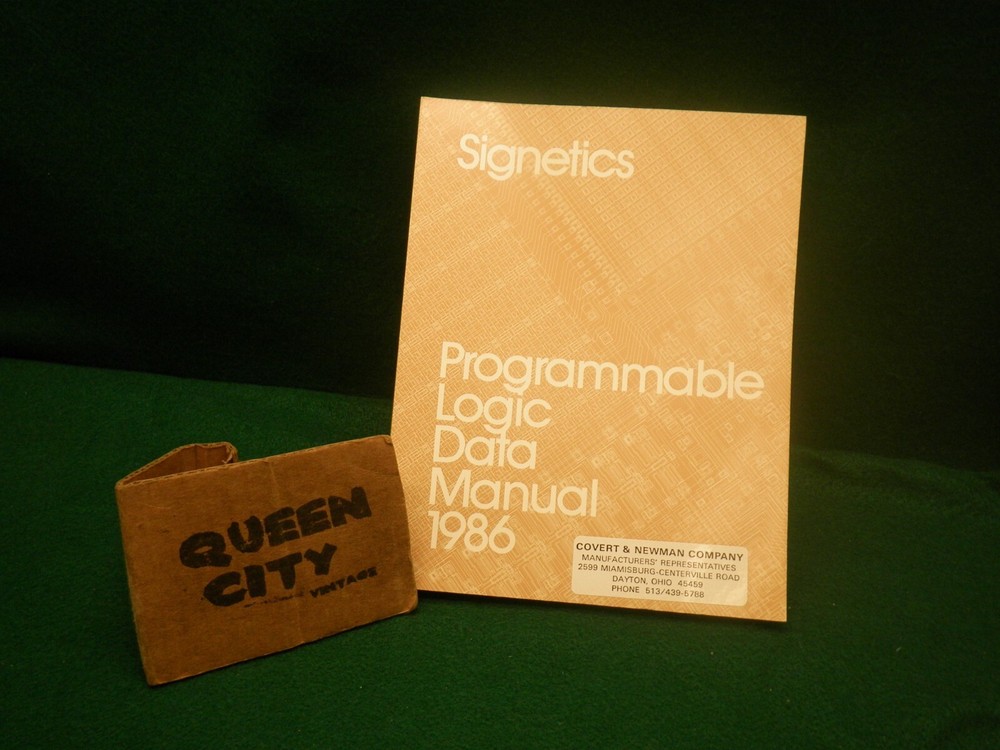 Signetics
Programmable
Logic
Data
Manual
1986
COVERT & NEWMAN COMPANY
MANUFACTURERS' REPRESENTATIVES
2599 MIAMISBURG-CENTERVILLE ROAD
DAYTON, OHIO 45459
PHONE 513/439-5788
QUEEN
CITY
VINTAGE